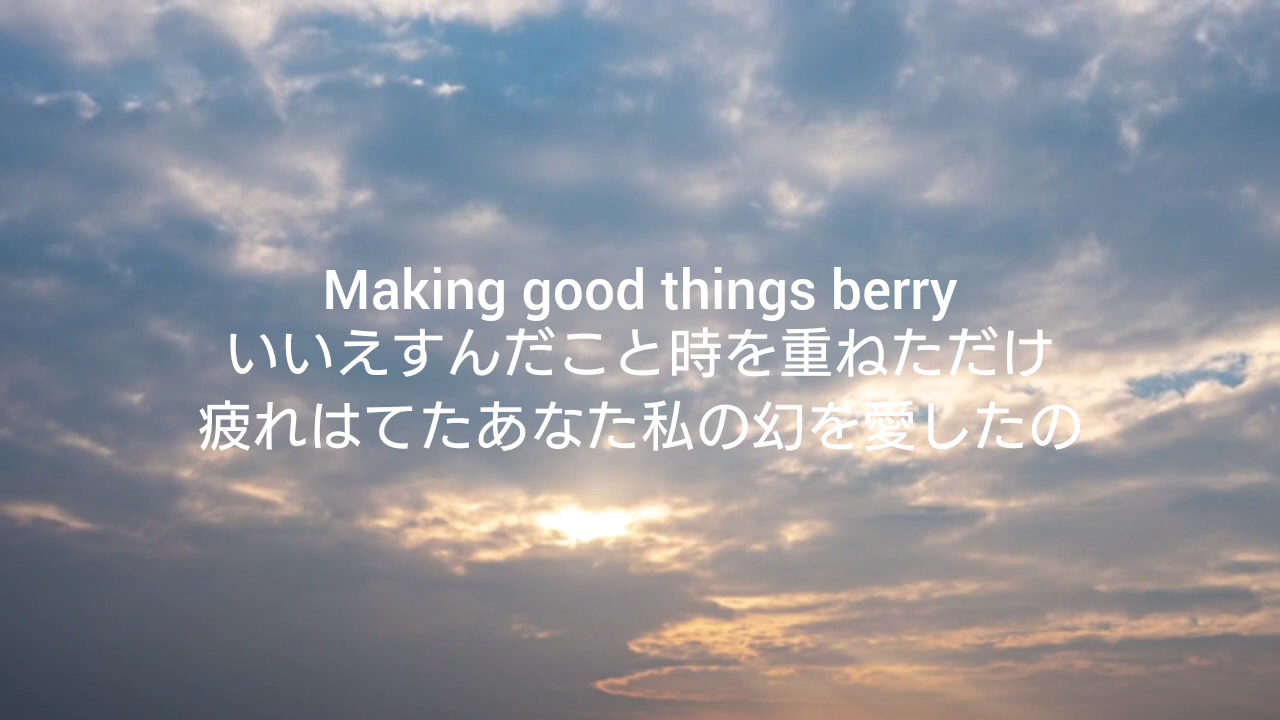 Making good things berry
いいえすんだこと時を重ねただけ
疲れはてたあなた私の幻を愛したの